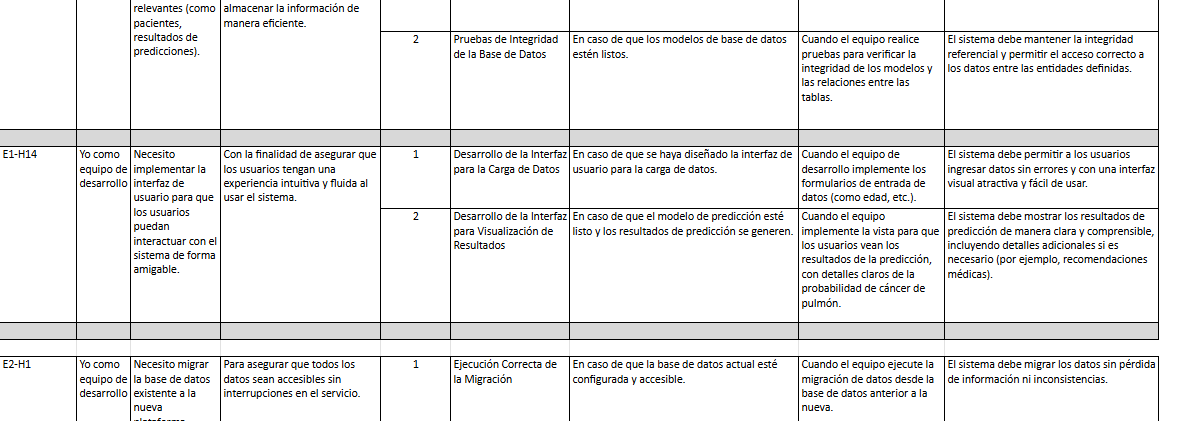 relevantes (como
pacientes,
resultados de
predicciones).
almacenar la información de
manera eficiente.
2
Pruebas de Integridad
de la Base de Datos
En caso de que los modelos de base de datos
estén listos.
Cuando el equipo realice
pruebas para verificar la
integridad de los modelos y
las relaciones entre las
tablas.
El sistema debe mantener la integridad
referencial y permitir el acceso correcto a
los datos entre las entidades definidas.
E1-H14
Yo como
equipo de
desarrollo
Necesito
implementar la
interfaz de
usuario para que
los usuarios
puedan
interactuar con el
sistema de forma
amigable.
Con la finalidad de asegurar que
los usuarios tengan una
experiencia intuitiva y fluida al
usar el sistema.
1
Desarrollo de la Interfaz
para la Carga de Datos
En caso de que se haya diseñado la interfaz de
usuario para la carga de datos.
Cuando el equipo de
desarrollo implemente los
formularios de entrada de
datos (como edad, etc.).
El sistema debe permitir a los usuarios
ingresar datos sin errores y con una interfaz
visual atractiva y fácil de usar.
2
Desarrollo de la Interfaz
para Visualización de
Resultados
En caso de que el modelo de predicción esté
listo y los resultados de predicción se generen.
Cuando el equipo
implemente la vista para que
los usuarios vean los
resultados de la predicción,
con detalles claros de la
probabilidad de cáncer de
pulmón.
El sistema debe mostrar los resultados de
predicción de manera clara y comprensible,
incluyendo detalles adicionales si es
necesario (por ejemplo, recomendaciones
médicas).
E2-H1
Yo como
equipo de
desarrollo
Necesito migrar
la base de datos
existente a la
nueva
Para asegurar que todos los
datos sean accesibles sin
interrupciones en el servicio.
1
Ejecución Correcta de
la Migración
En caso de que la base de datos actual esté
configurada y accesible.
Cuando el equipo ejecute la
migración de datos desde la
base de datos anterior a la
nueva.
El sistema debe migrar los datos sin pérdida
de información ni inconsistencias.